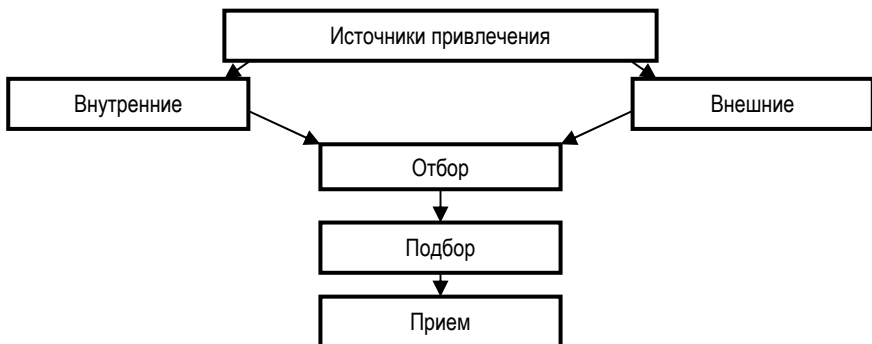 Источники привлечения
Внутренние
Внешние
Отбор
Подбор
Прием